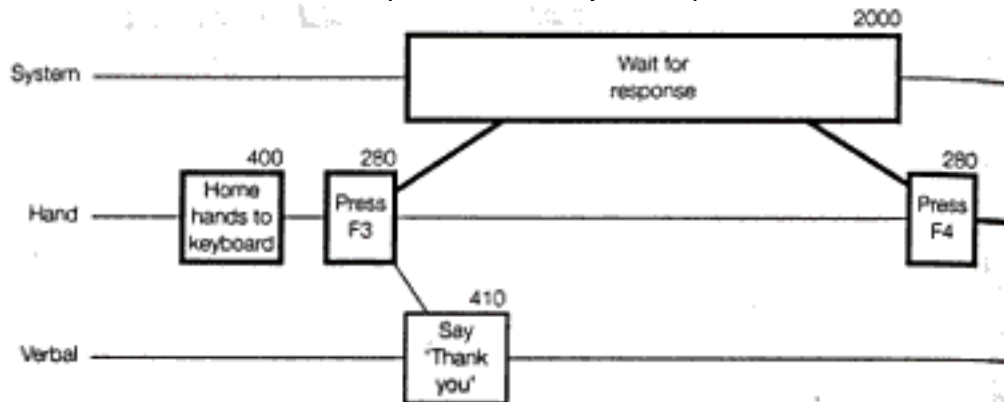 2000
System
Wait for
response
400
280
280
Hand
Home
hands to
keyboard
Press
F3
Press
F4
410
Verbal
Say
"Thank
you"